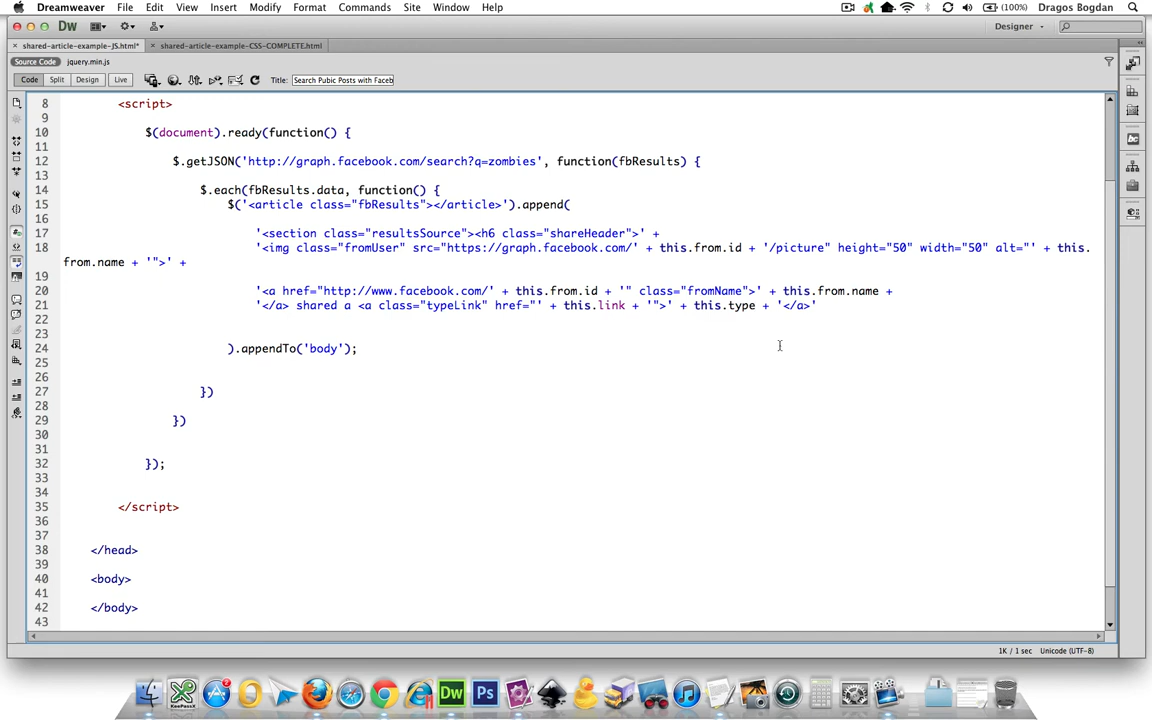 Dreamweaver File Edit View Insert Modify Format Commands Site Window Help (100%) Dragos Bogdan
Dw Designer
shared-article-example-JS.html* shared-article-example-CSS-COMPLETE.html
Source Code jquery.min.js
Code Split Design Live Title: Search Pubic Posts with Faceb
8 <script>
9
10 $(document).ready(function() {
11
12 $.getJSON('http://graph.facebook.com/search?q=zombies', function(fbResults) {
13
14 $.each(fbResults.data, function() {
15 $('<article class="fbResults"></article>').append(
16
17 '<section class="resultsSource"><h6 class="shareHeader">' +
18 '<img class="fromUser" src="https://graph.facebook.com/' + this.from.id + '/picture" height="50" width="50" alt="' + this.
from.name + '">' +
19
20 '<a href="http://www.facebook.com/' + this.from.id + '" class="fromName">' + this.from.name +
21 '</a> shared a <a class="typeLink" href="' + this.link + '">' + this.type + '</a>'
22
23
24 ).appendTo('body');
25
26
27 })
28
29 })
30
31
32 });
33
34
35 </script>
36
37
38 </head>
39
40 <body>
41
42 </body>
43
1K / 1 sec Unicode (UTF-8)
KeePassX Dw Ps